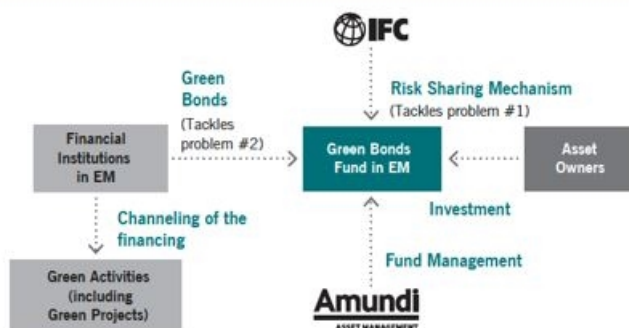 IFC
Green
Bonds
(Tackles
problem #2)
Risk Sharing Mechanism
(Tackles problem #1)
Financial
Institutions
in EM
Green Bonds
Fund in EM
Asset
Owners
Channeling of the
financing
Investment
Fund Management
Green Activities
(including
Green Projects)
Amundi
ASSET MANAGEMENT